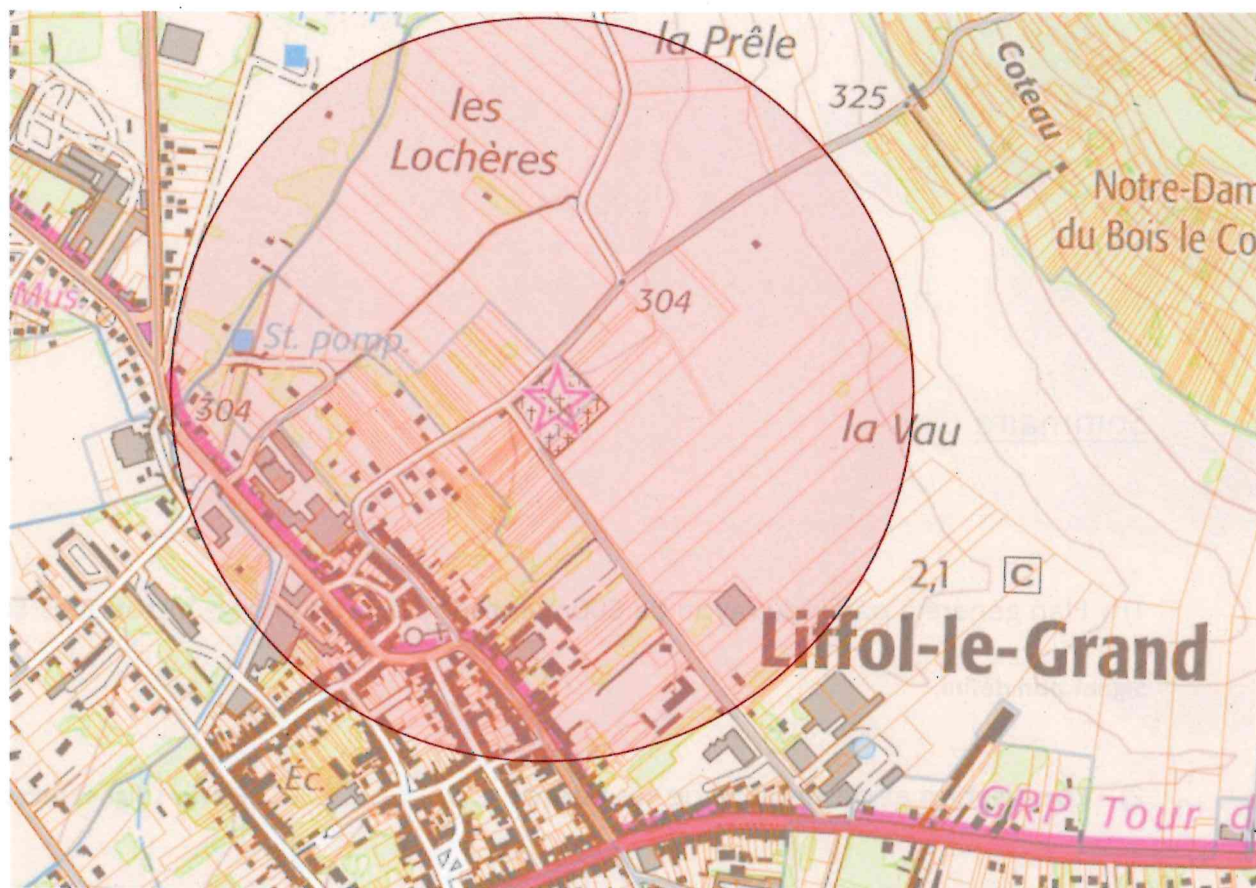 la Prêle
325
Coteau
les
Lochères
Notre-Dam
du Bois le Co
304
Mus
St. pomp.
304
la Vau
2,1 C
Liffol-le-Grand
Éc.
GRP Tour d